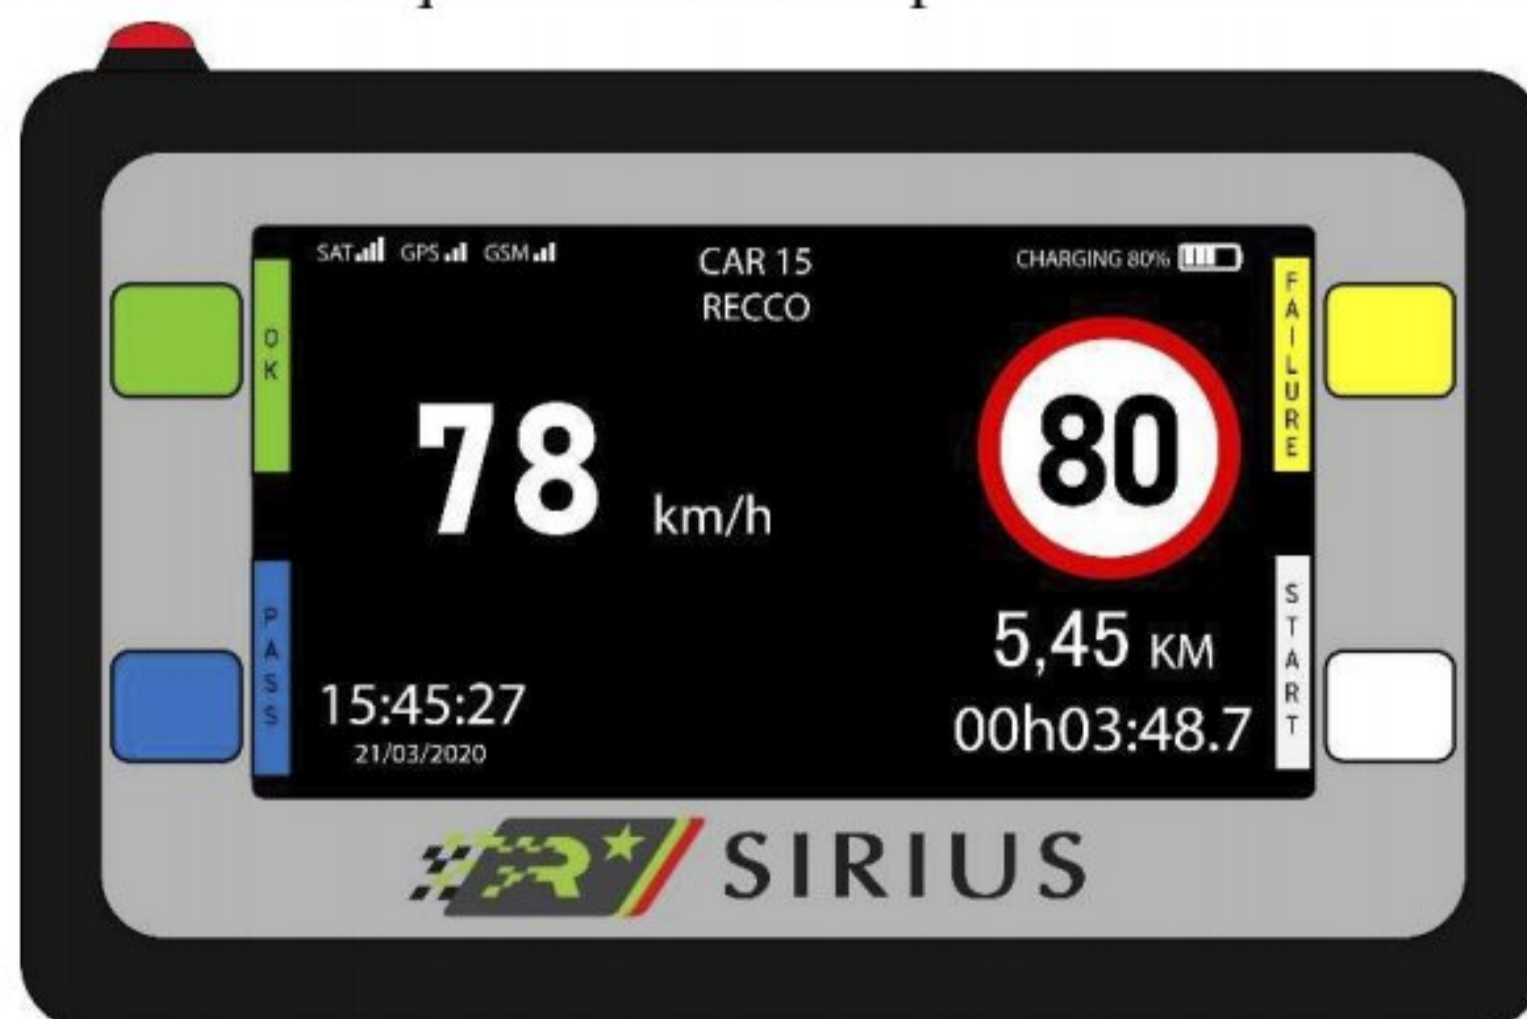 SAT GPS GSM
CAR 15
RECCO
CHARGING 80%
OK
FAILURE
78 km/h
80
PASS
START
5,45 KM
15:45:27
21/03/2020
00h03:48.7
R SIRIUS